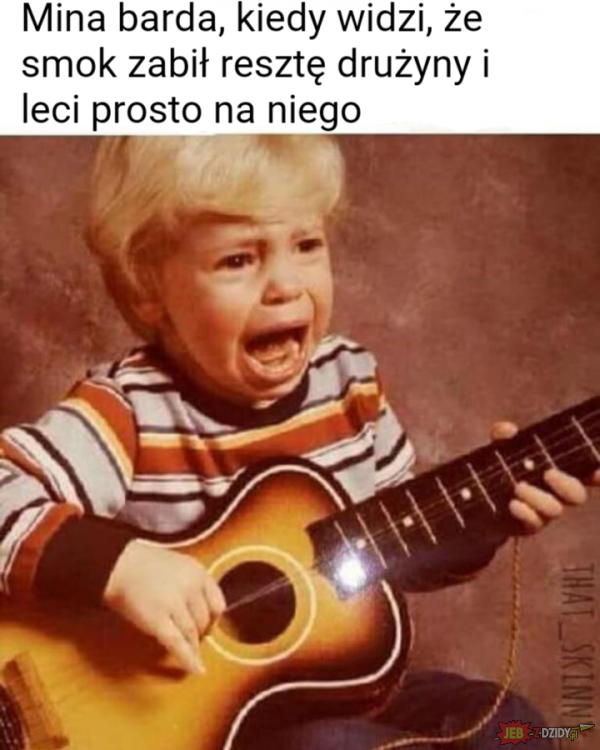 Mina barda, kiedy widzi, że
smok zabił resztę drużyny i
leci prosto na niego
THAT_SKINN
JEB-Z-DZIDY.pl